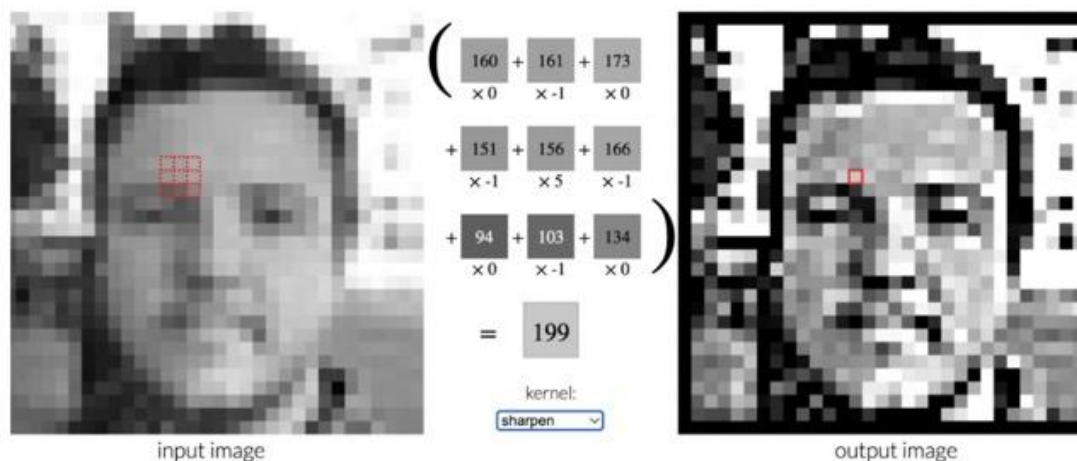 ( 160 + 161 + 173
× 0 × -1 × 0
+ 151 + 156 + 166
× -1 × 5 × -1
+ 94 + 103 + 134 )
× 0 × -1 × 0
= 199
kernel:
sharpen
input image output image